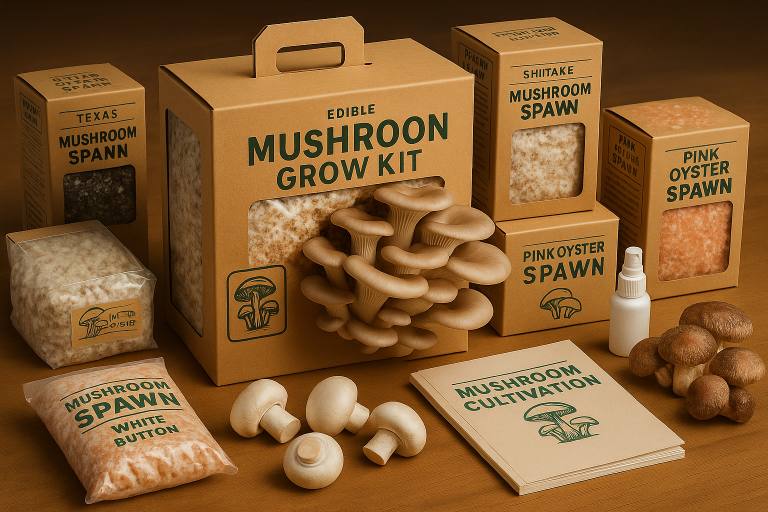 TEXAS
MUSHROOM
SPANN
EDIBLE
MUSHROON
GROW KIT
SHIITAKE
MUSHROOM
SPAWN
PINK
OYSTER
SPAWN
PINK OYSTER
SPAWN
MUSHROOM
SPAWN
WHITE
BUTTON
MUSHROOM
CULTIVATION